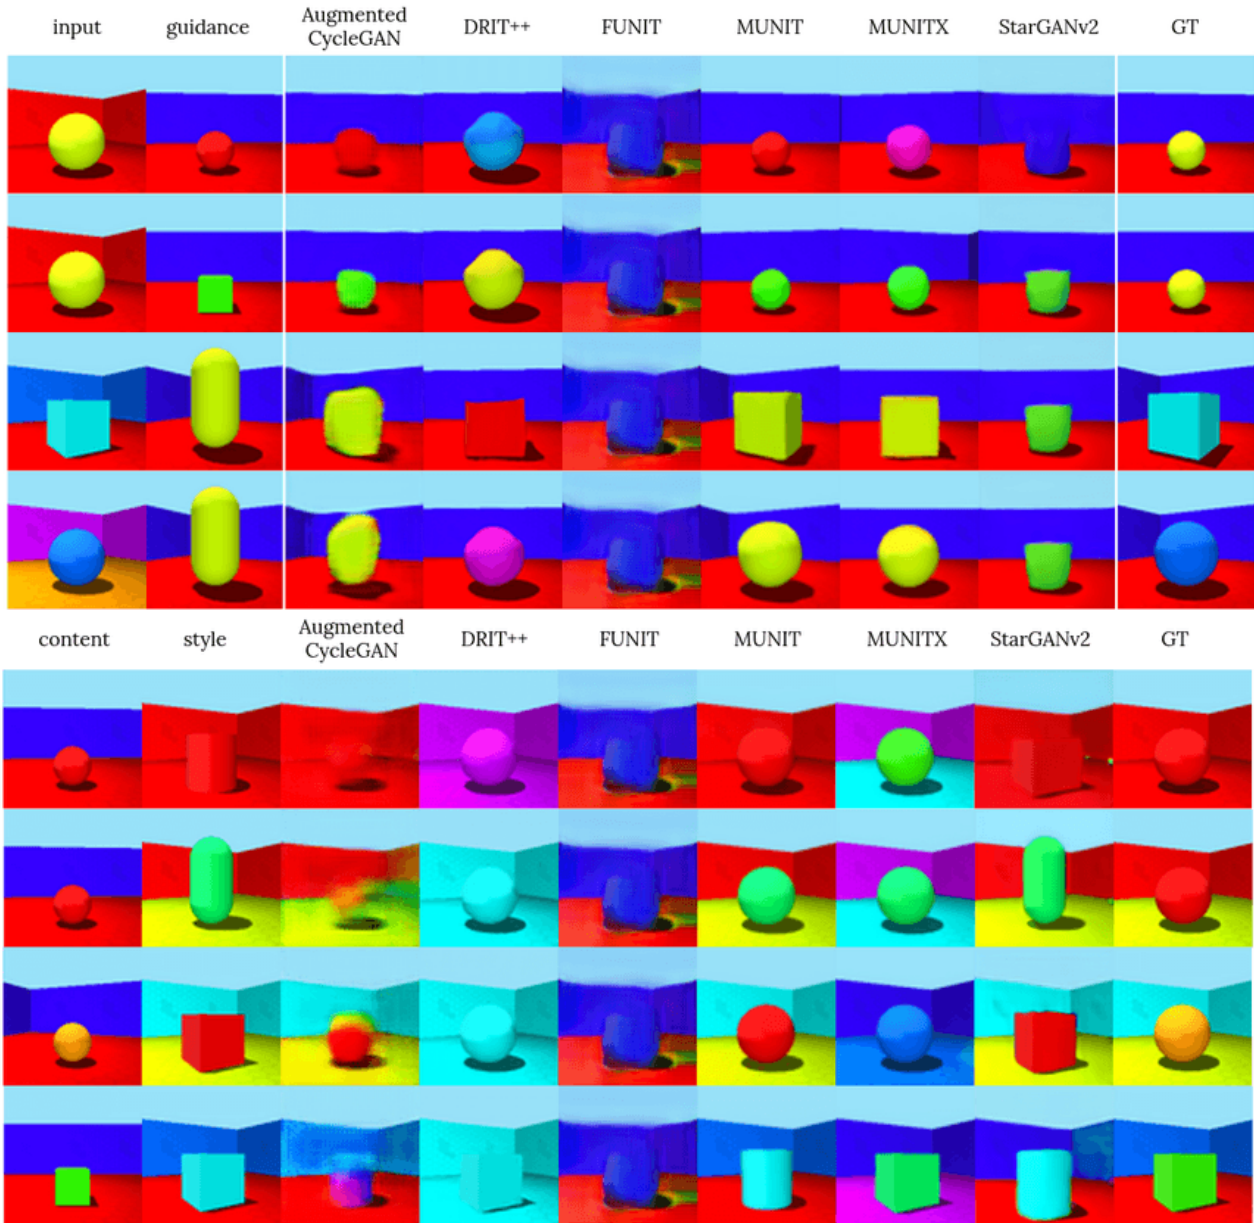 input guidance Augmented CycleGAN DRIT++ FUNIT MUNIT MUNITX StarGANv2 GT
content style Augmented CycleGAN DRIT++ FUNIT MUNIT MUNITX StarGANv2 GT